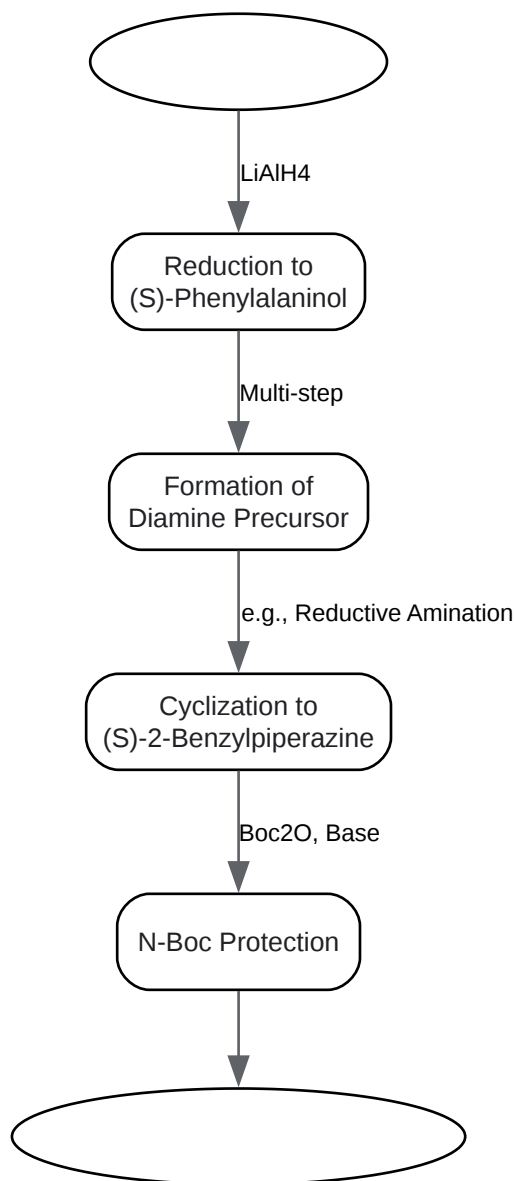 LiAlH4
Reduction to
(S)-Phenylalaninol
Multi-step
Formation of
Diamine Precursor
e.g., Reductive Amination
Cyclization to
(S)-2-Benzylpiperazine
Boc2O, Base
N-Boc Protection